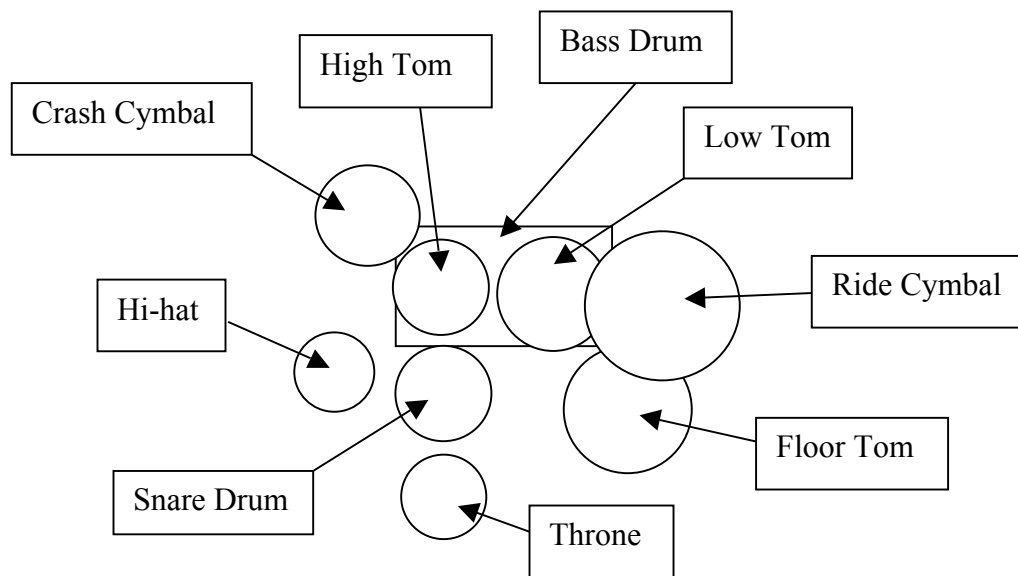 Bass Drum
High Tom
Crash Cymbal
Low Tom
Ride Cymbal
Hi-hat
Floor Tom
Snare Drum
Throne